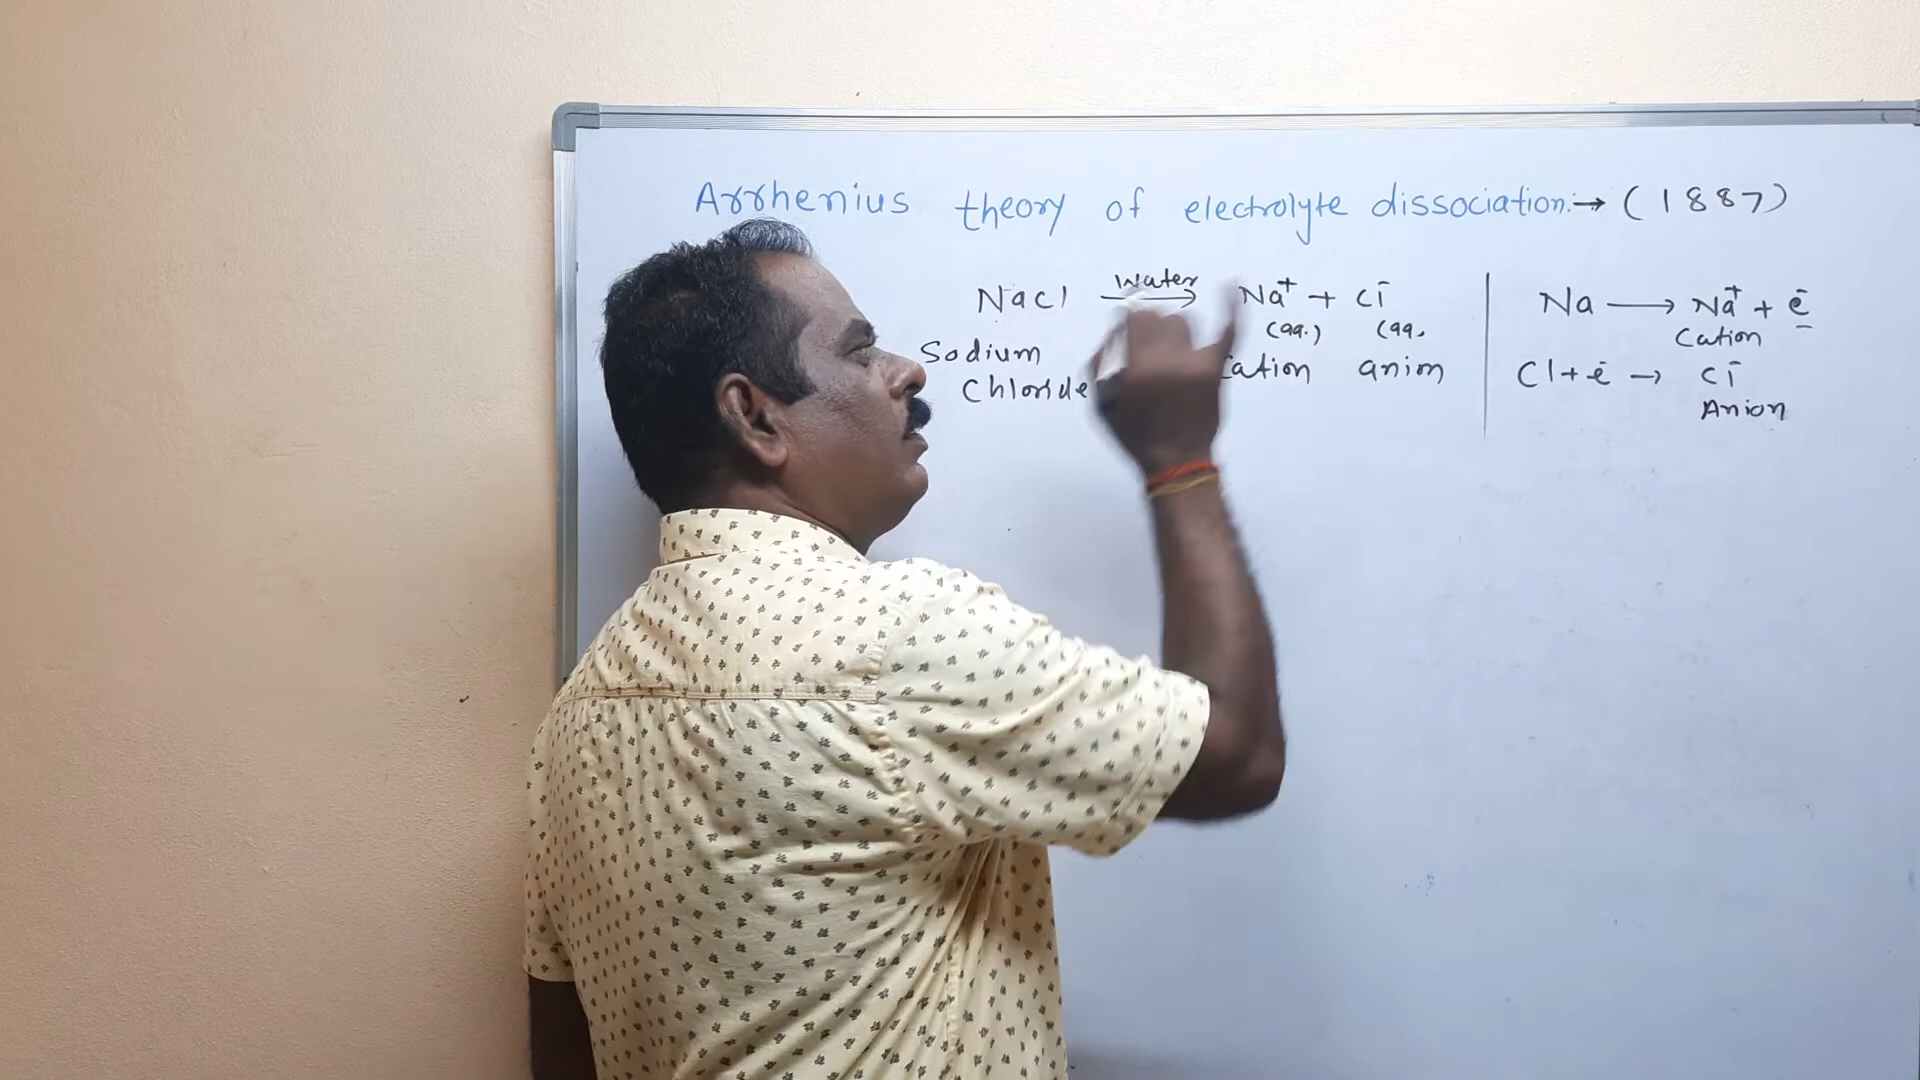 Arrhenius theory of electrolyte dissociation:→ (1887)
NaCl —Water→ Na⁺ + Cl⁻
(aq.) (aq.
Sodium Chloride
Cation anion
Na ⟶ Na⁺ + e⁻
Cation
Cl + e⁻ → Cl⁻
Anion